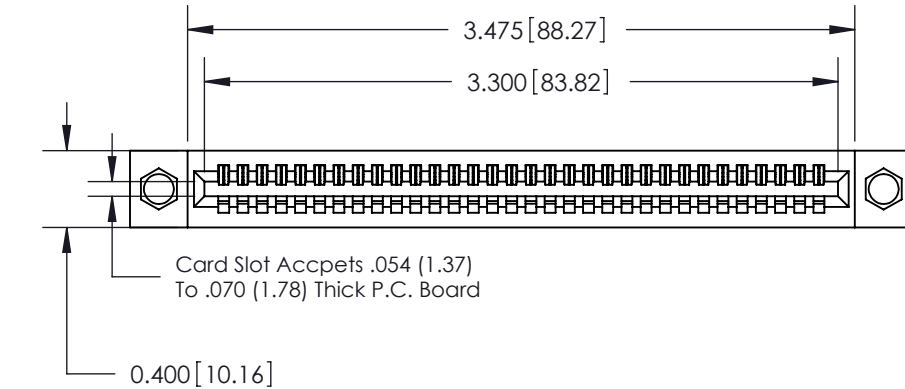 3.475[88.27]
3.300[83.82]
Card Slot Accpets .054 (1.37)
To .070 (1.78) Thick P.C. Board
0.400[10.16]